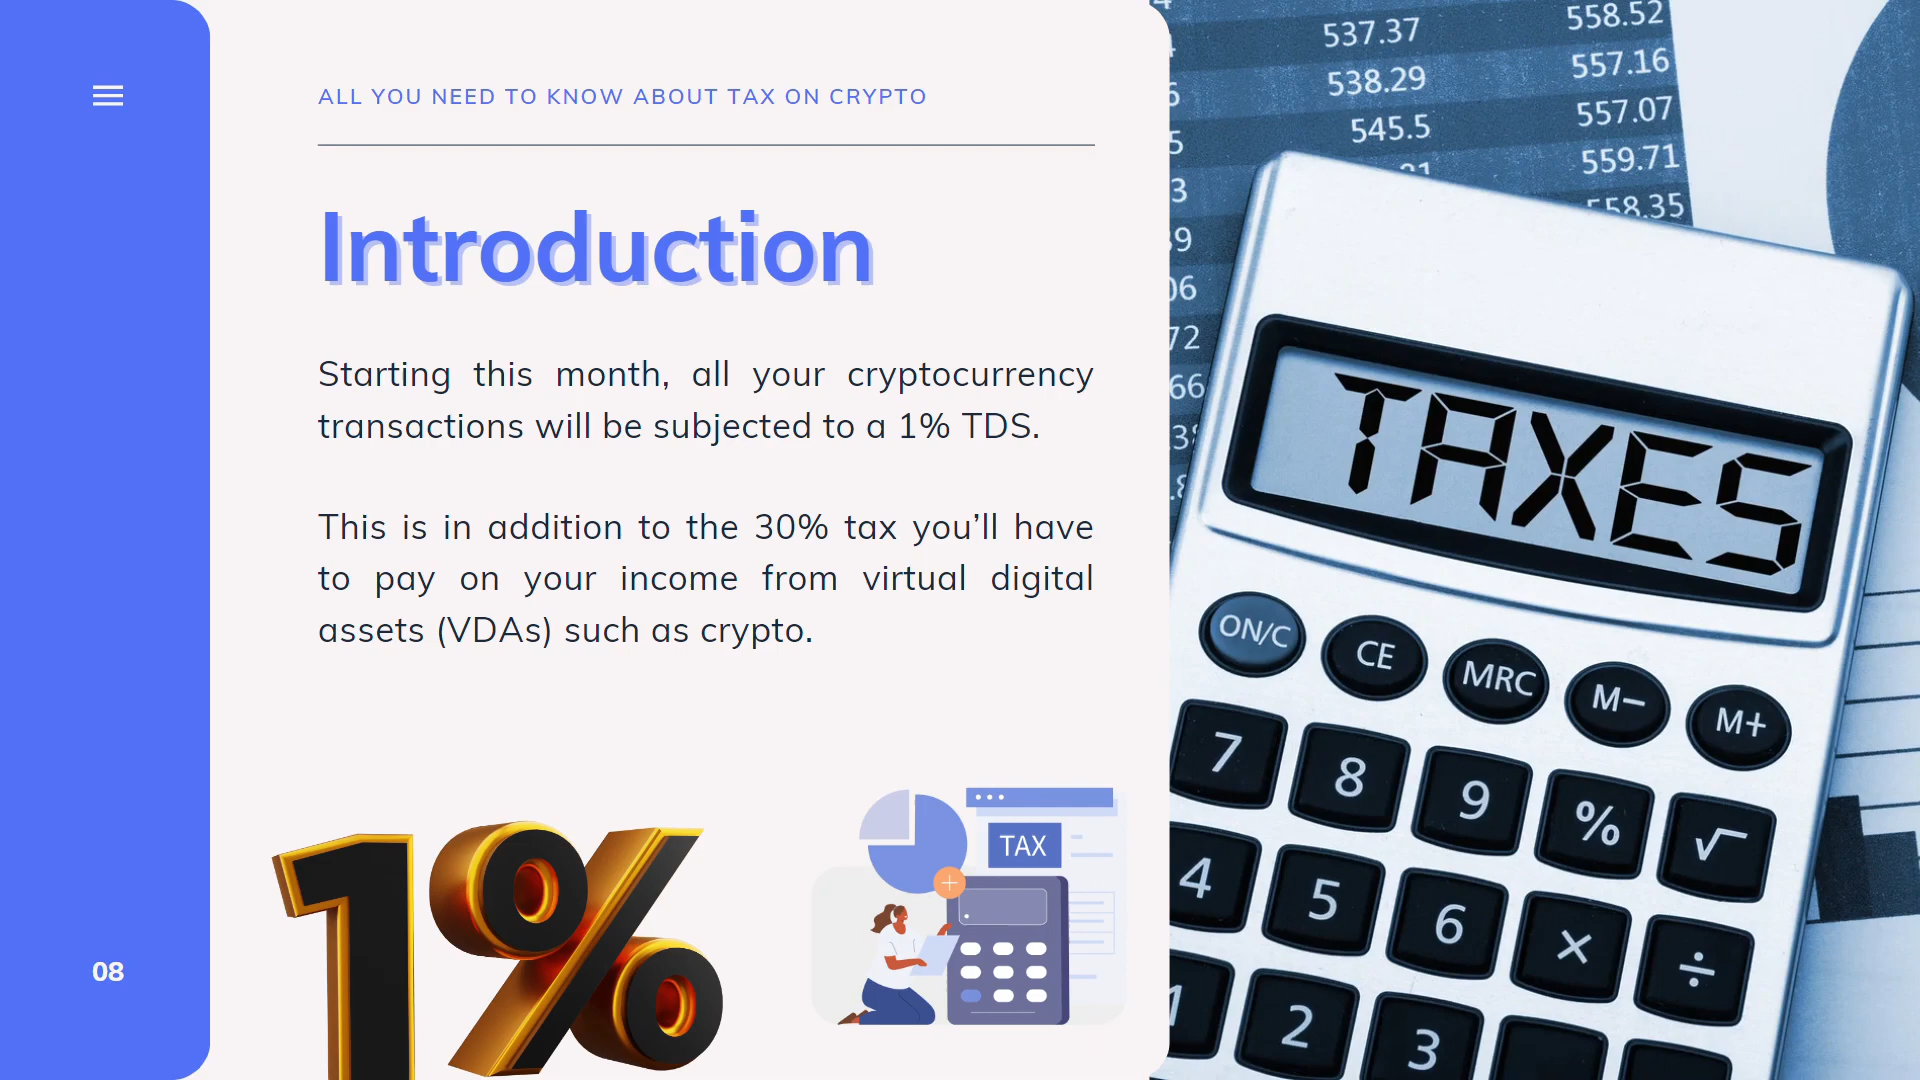 ALL YOU NEED TO KNOW ABOUT TAX ON CRYPTO
Introduction
Starting this month, all your cryptocurrency
transactions will be subjected to a 1% TDS.
This is in addition to the 30% tax you’ll have
to pay on your income from virtual digital
assets (VDAs) such as crypto.
1%
TAX
08
537.37 558.52
538.29 557.16
545.5 557.07
559.71
558.35
TAXES
ON/C CE MRC M− M+
7 8 9 % √
4 5 6 × ÷
1 2 3